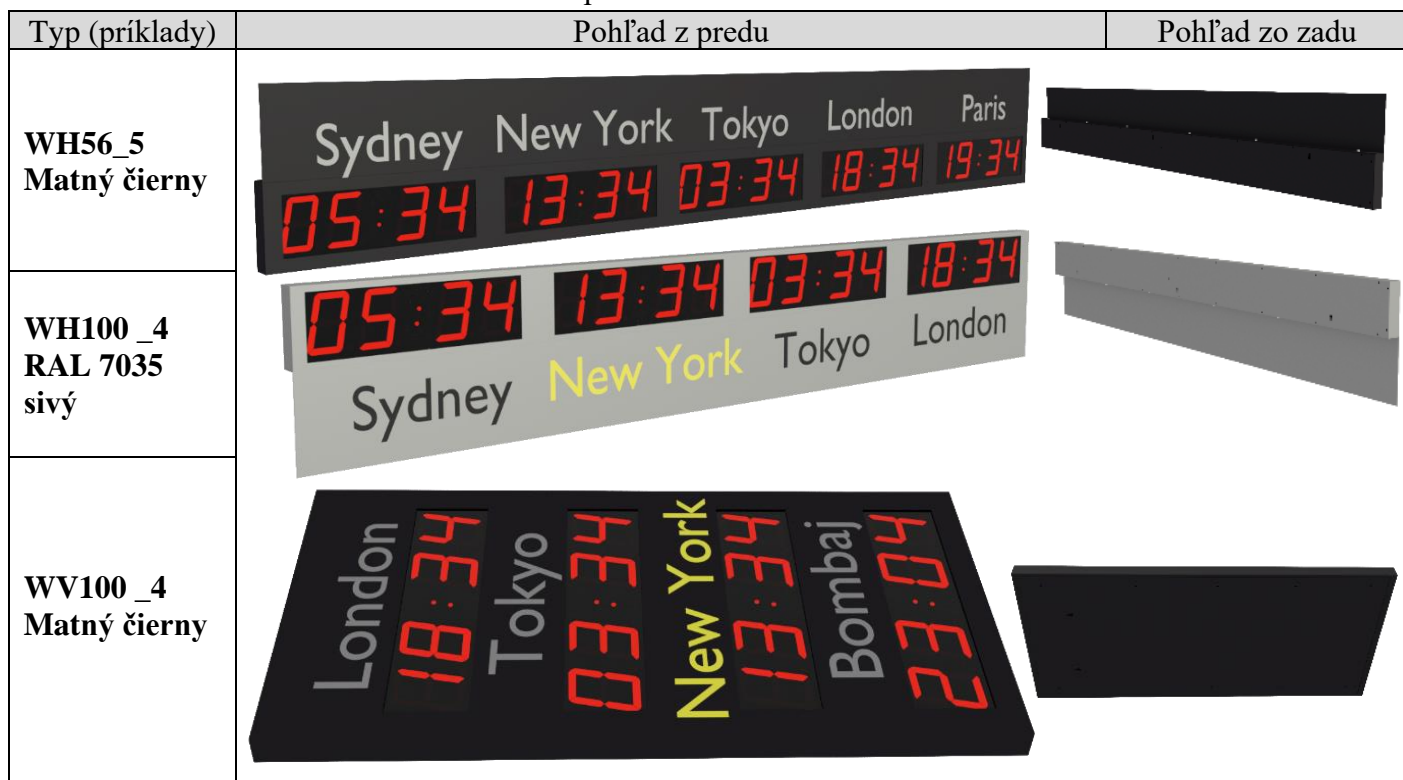 Typ (príklady) Pohľad z predu Pohľad zo zadu
WH56_5
Matný čierny
Sydney New York Tokyo London Paris
05:34 13:34 03:34 18:34 19:34
WH100 _4
RAL 7035
sivý
05:34 13:34 03:34 18:34
Sydney New York Tokyo London
WV100 _4
Matný čierny
London 18:34
Tokyo 03:34
New York 13:34
Bombaj 23:04